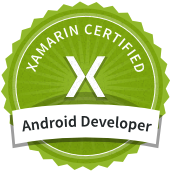 XAMARIN CERTIFIED
X
Android Developer